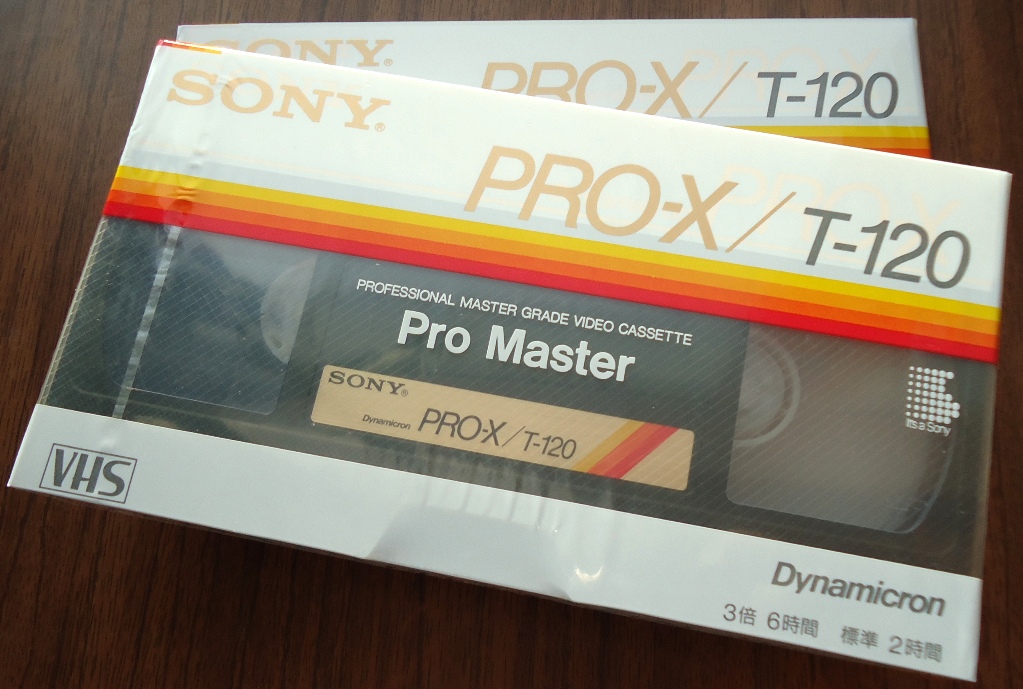 SONY®
PRO-X/T-120
SONY®
PRO-X/T-120
PROFESSIONAL MASTER GRADE VIDEO CASSETTE
Pro Master
SONY®
Dynamicron PRO-X/T-120
It's a Sony
VHS
Dynamicron
3倍 6時間 標準 2時間